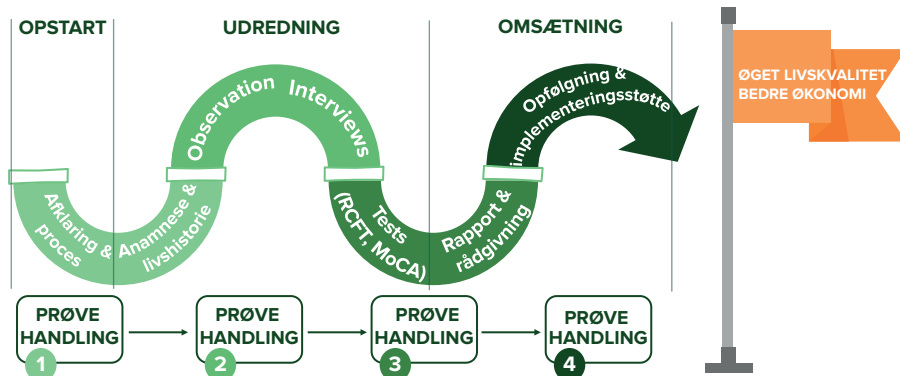 OPSTART
UDREDNING
OMSÆTNING
Afklaring &
proces
Anamnese &
livshistorie
Observation
Interviews
Tests
(RCFT, MoCA)
Rapport &
rådgivning
Opfølgning &
implementeringsstøtte
ØGET LIVSKVALITET
BEDRE ØKONOMI
PRØVE
HANDLING
1
PRØVE
HANDLING
2
PRØVE
HANDLING
3
PRØVE
HANDLING
4